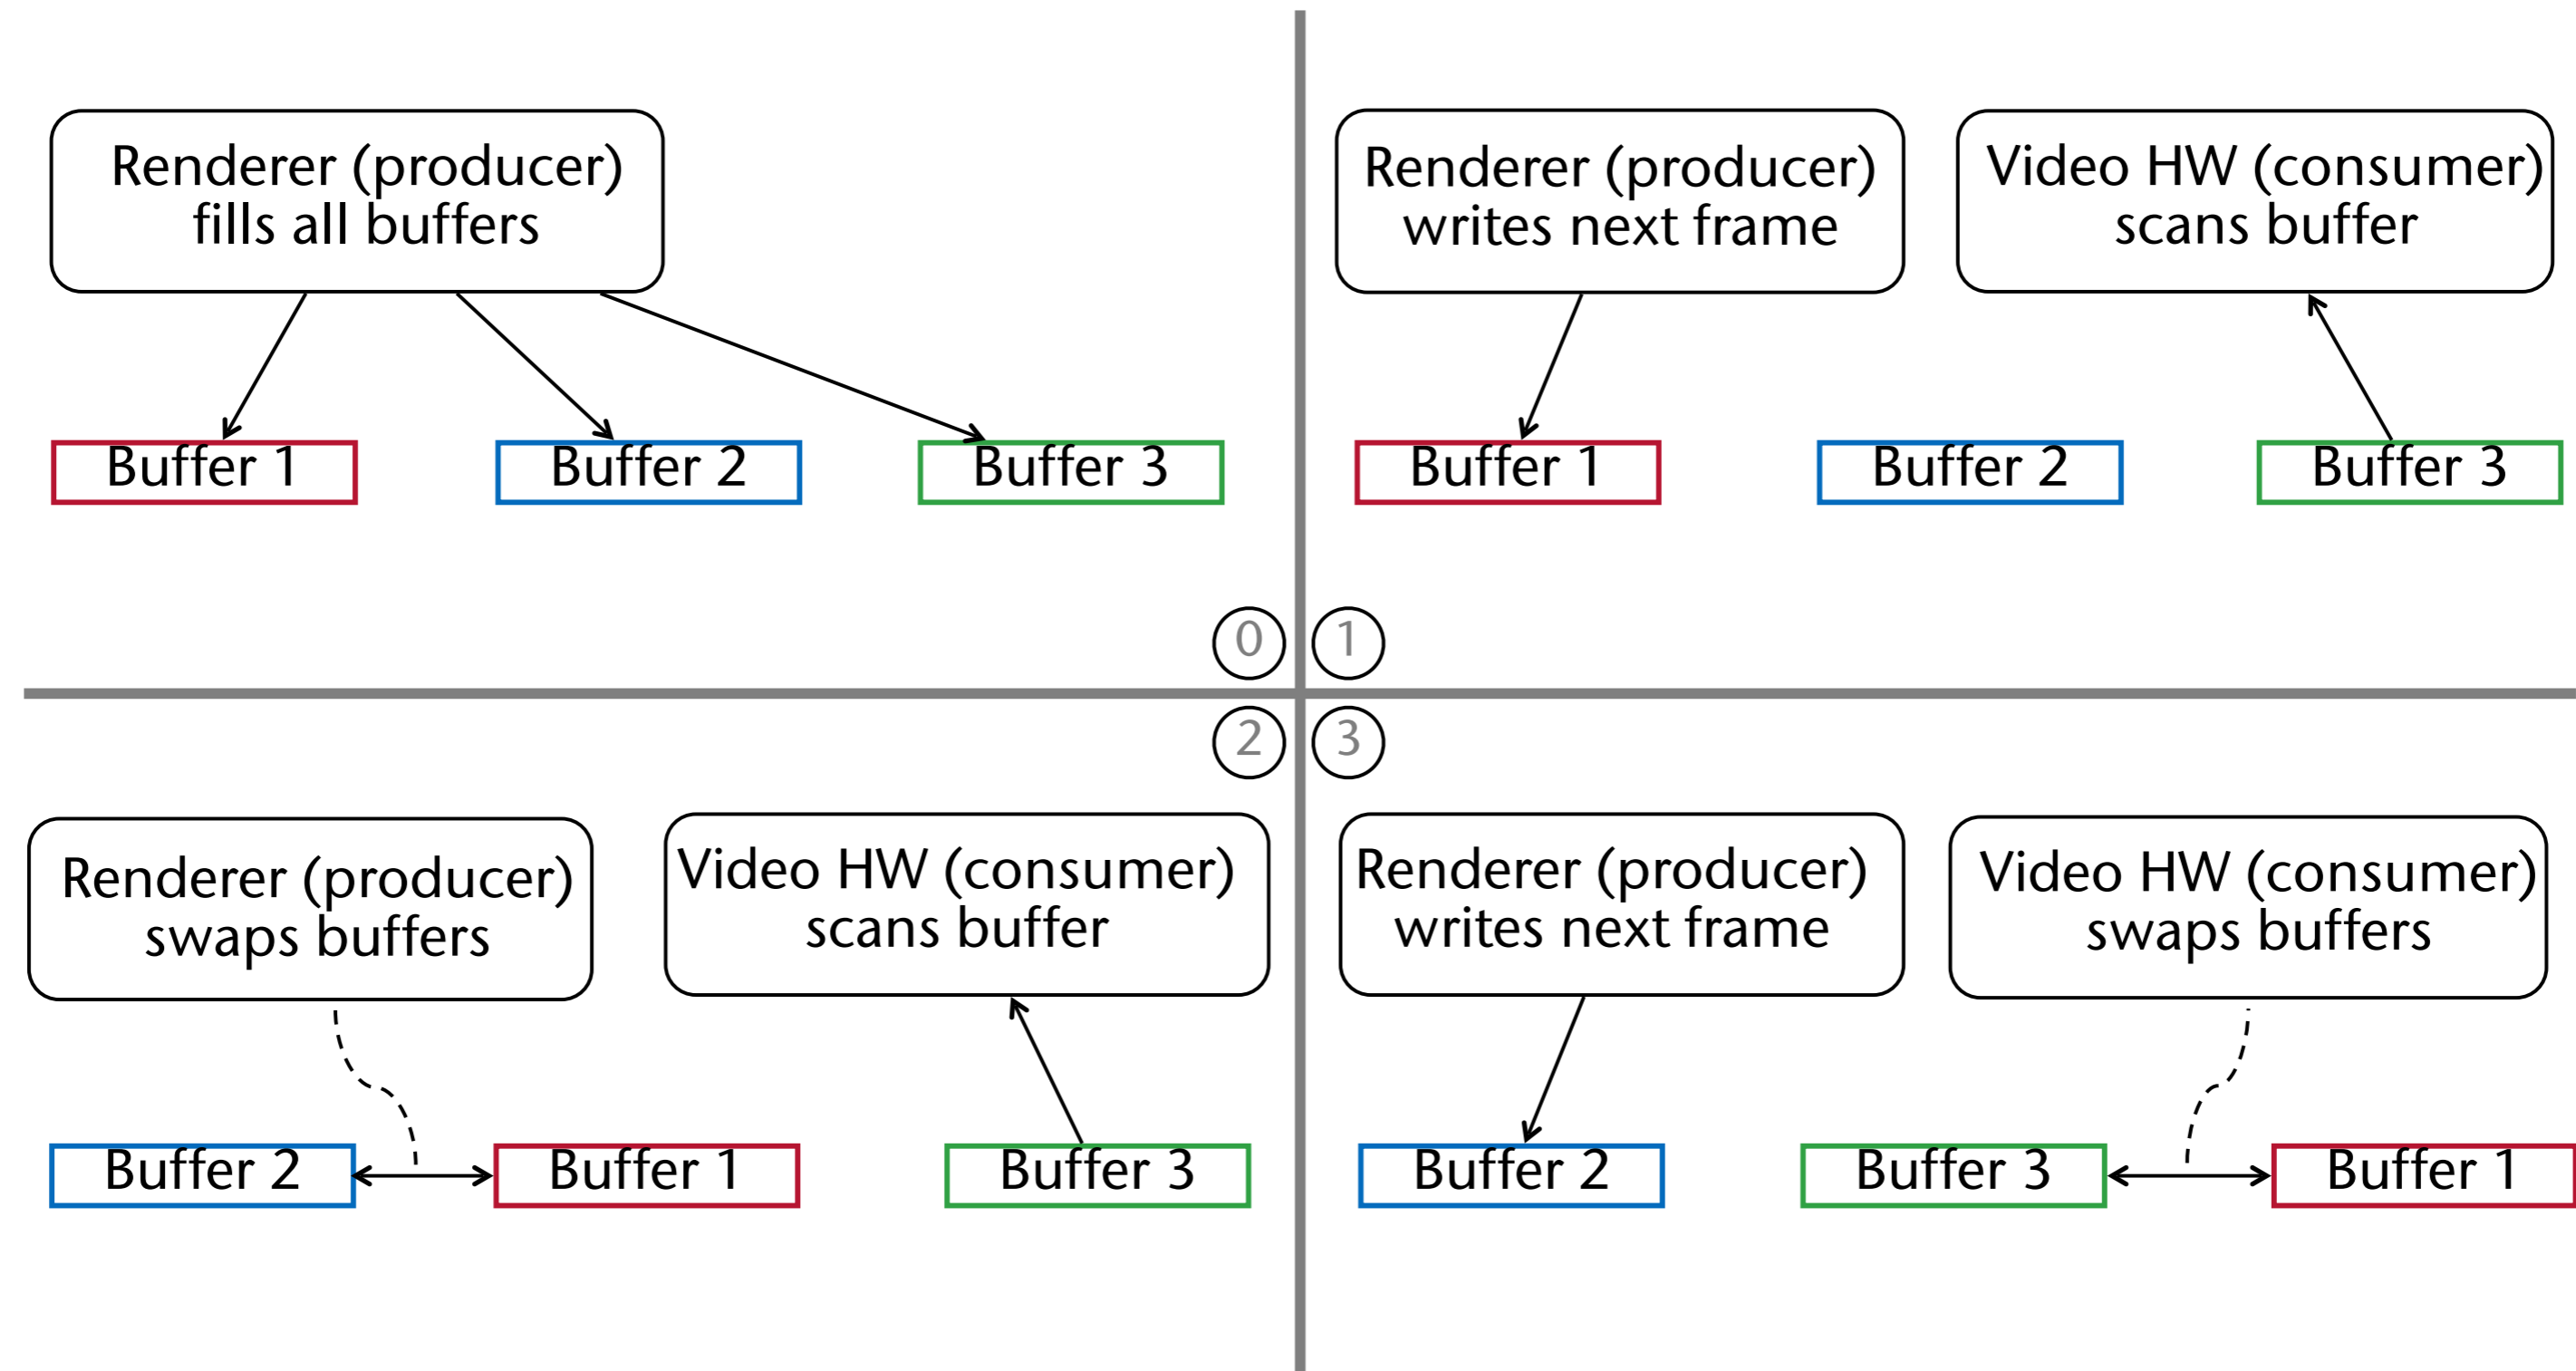 Renderer (producer)
fills all buffers
Buffer 1
Buffer 2
Buffer 3
0
Renderer (producer)
writes next frame
Video HW (consumer)
scans buffer
Buffer 1
Buffer 2
Buffer 3
1
2
Renderer (producer)
swaps buffers
Video HW (consumer)
scans buffer
Buffer 2
Buffer 1
Buffer 3
3
Renderer (producer)
writes next frame
Video HW (consumer)
swaps buffers
Buffer 2
Buffer 3
Buffer 1